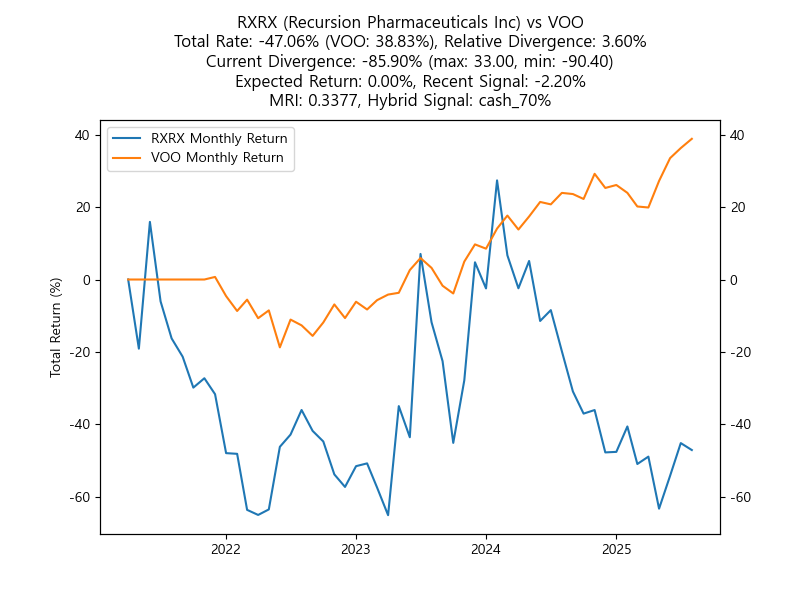 RXRX (Recursion Pharmaceuticals Inc) vs VOO
Total Rate: -47.06% (VOO: 38.83%), Relative Divergence: 3.60%
Current Divergence: -85.90% (max: 33.00, min: -90.40)
Expected Return: 0.00%, Recent Signal: -2.20%
MRI: 0.3377, Hybrid Signal: cash_70%
RXRX Monthly Return
VOO Monthly Return
Total Return (%)
40
20
0
-20
-40
-60
40
20
0
-20
-40
-60
2022 2023 2024 2025